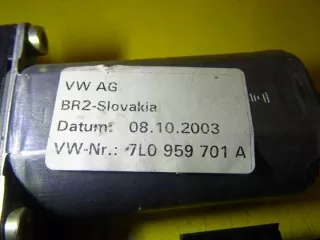 VW AG
BR2-Slovakia
Datum: 08.10.2003
VW-Nr.: 7L0 959 701 A